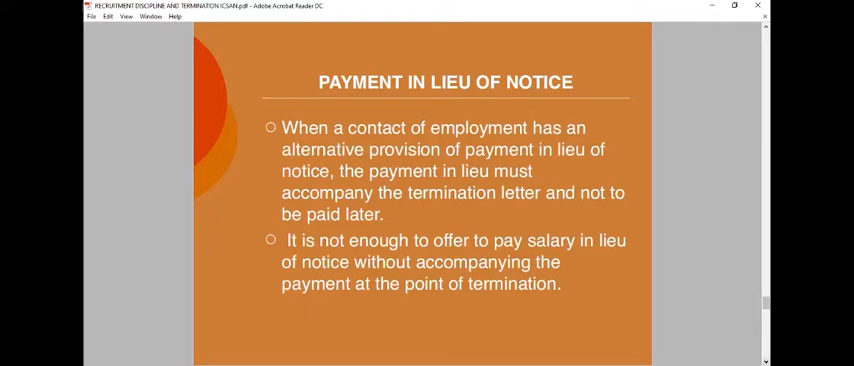 RECRUITMENT DISCIPLINE AND TERMINATION ICSAN.pdf - Adobe Acrobat Reader DC
File Edit View Window Help
PAYMENT IN LIEU OF NOTICE
When a contact of employment has an
alternative provision of payment in lieu of
notice, the payment in lieu must
accompany the termination letter and not to
be paid later.
It is not enough to offer to pay salary in lieu
of notice without accompanying the
payment at the point of termination.